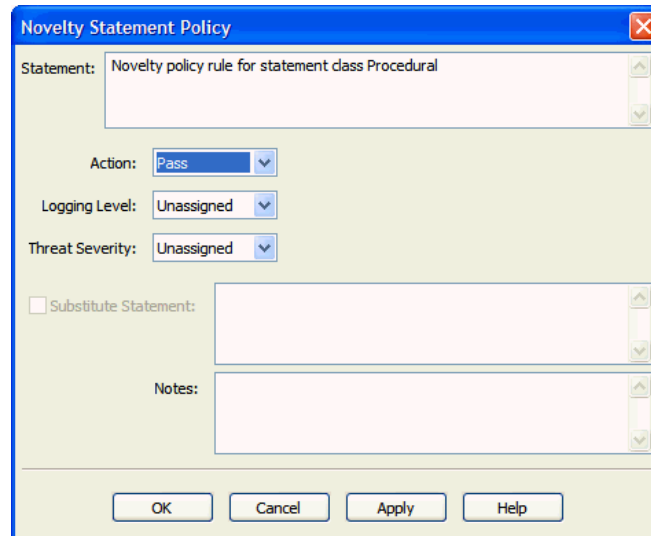 Novelty Statement Policy
Statement: Novelty policy rule for statement class Procedural
Action: Pass
Logging Level: Unassigned
Threat Severity: Unassigned
Substitute Statement:
Notes:
OK Cancel Apply Help